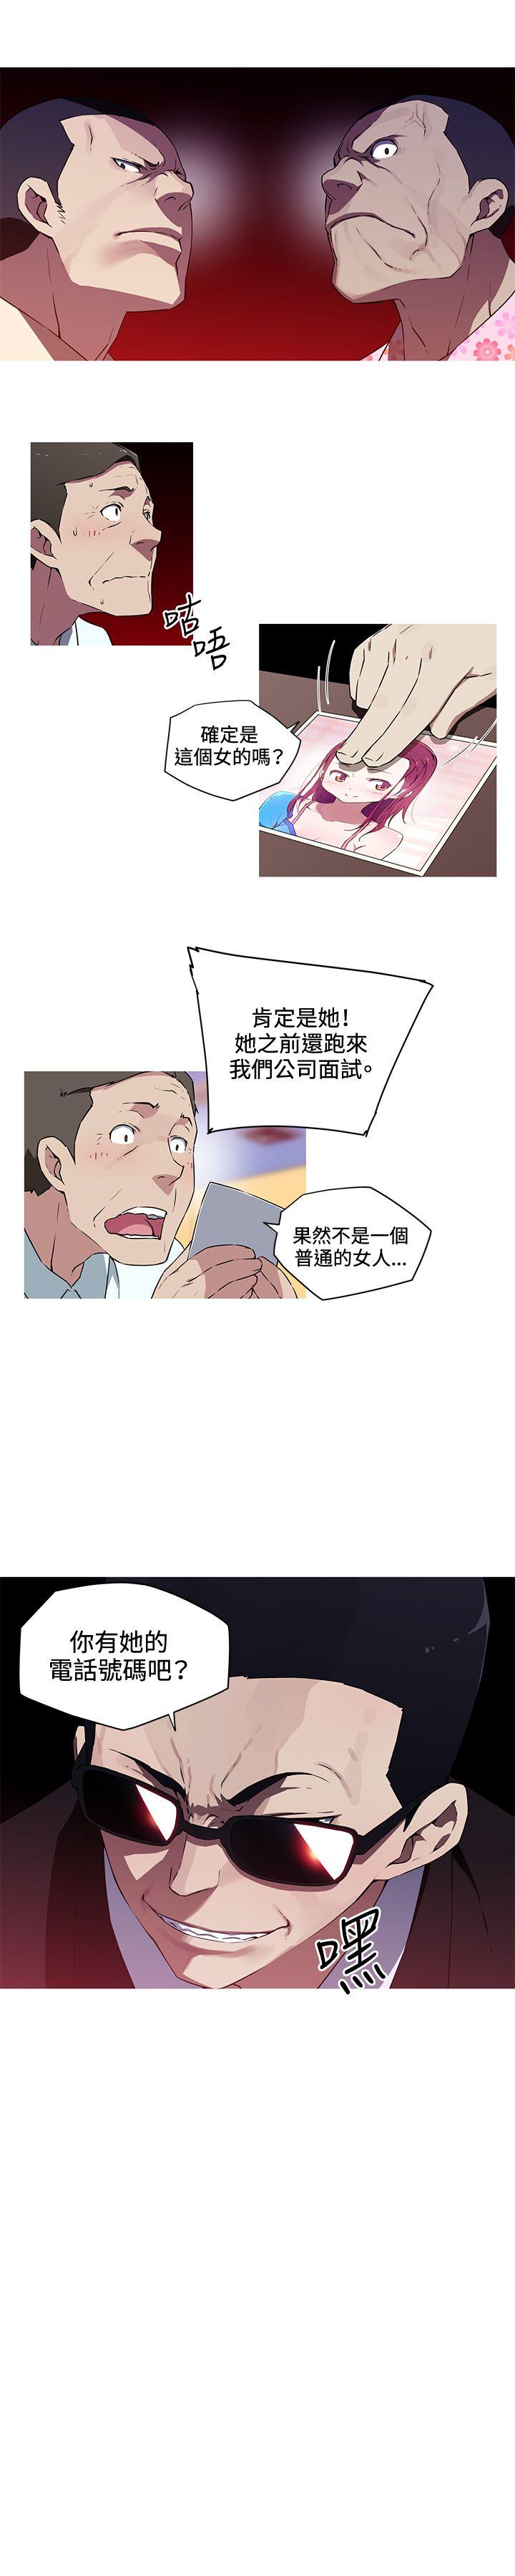 咕
唔
確定是
這個女的嗎？
肯定是她！
她之前還跑來
我們公司面試。
果然不是一個
普通的女人...
你有她的
電話號碼吧？
嘿